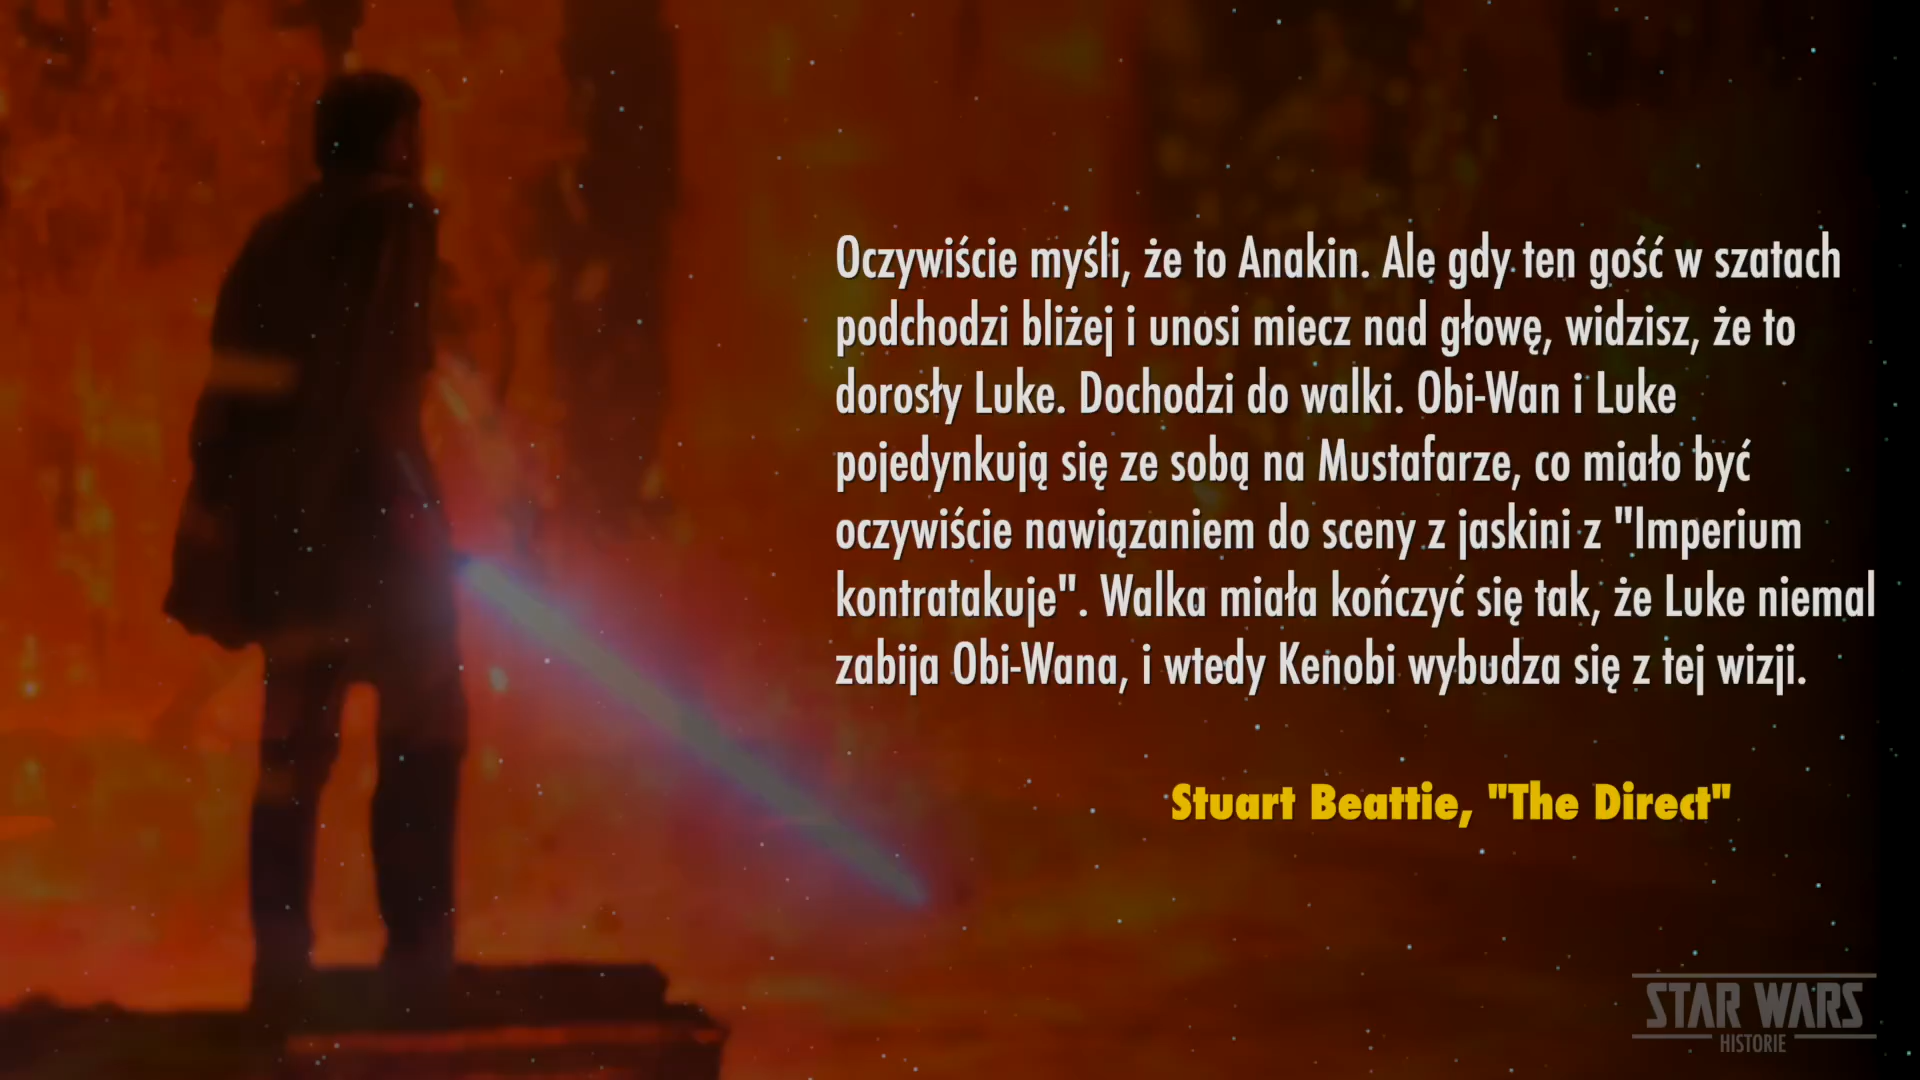 Oczywiście myśli, że to Anakin. Ale gdy ten gość w szatach
podchodzi bliżej i unosi miecz nad głowę, widzisz, że to
dorosły Luke. Dochodzi do walki. Obi-Wan i Luke
pojedynkują się ze sobą na Mustafarze, co miało być
oczywiście nawiązaniem do sceny z jaskini z "Imperium
kontratakuje". Walka miała kończyć się tak, że Luke niemal
zabija Obi-Wana, i wtedy Kenobi wybudza się z tej wizji.
Stuart Beattie, "The Direct"
STAR WARS
HISTORIE